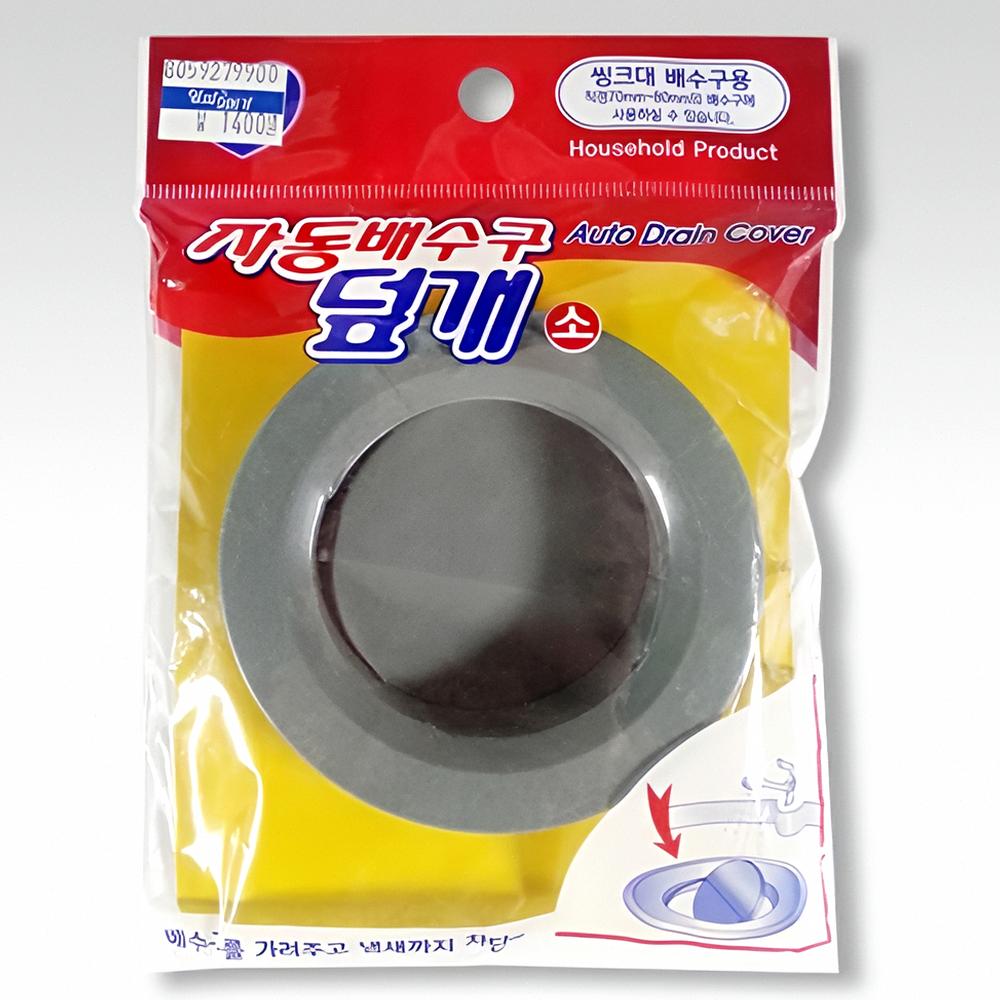 8059279900
₩ 1400원
씽크대 배수구용
직경70mm~80mm의 배수구에
사용하실 수 있습니다.
Household Product
자동배수구 Auto Drain Cover
덮개 소
배수구를 가려주고 냄새까지 차단~